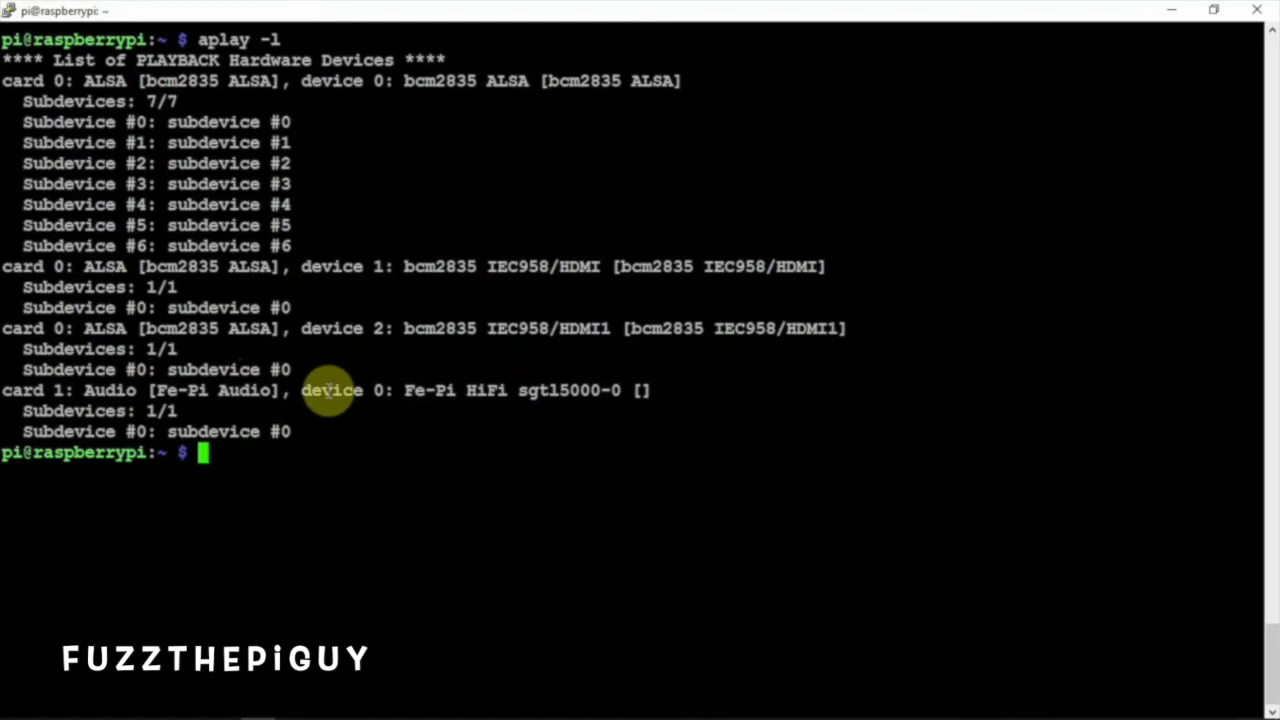 pi@raspberrypi: ~
pi@raspberrypi:~ $ aplay -l
**** List of PLAYBACK Hardware Devices ****
card 0: ALSA [bcm2835 ALSA], device 0: bcm2835 ALSA [bcm2835 ALSA]
  Subdevices: 7/7
  Subdevice #0: subdevice #0
  Subdevice #1: subdevice #1
  Subdevice #2: subdevice #2
  Subdevice #3: subdevice #3
  Subdevice #4: subdevice #4
  Subdevice #5: subdevice #5
  Subdevice #6: subdevice #6
card 0: ALSA [bcm2835 ALSA], device 1: bcm2835 IEC958/HDMI [bcm2835 IEC958/HDMI]
  Subdevices: 1/1
  Subdevice #0: subdevice #0
card 0: ALSA [bcm2835 ALSA], device 2: bcm2835 IEC958/HDMI1 [bcm2835 IEC958/HDMI1]
  Subdevices: 1/1
  Subdevice #0: subdevice #0
card 1: Audio [Fe-Pi Audio], device 0: Fe-Pi HiFi sgtl5000-0 []
  Subdevices: 1/1
  Subdevice #0: subdevice #0
pi@raspberrypi:~ $
FUZZTHEPiGUY